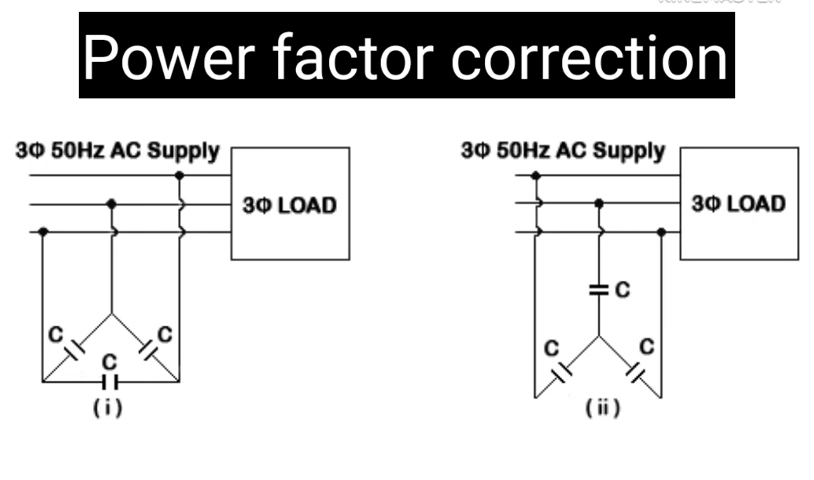 Power factor correction
3Φ 50Hz AC Supply
3Φ LOAD
C
C
C
(i)
3Φ 50Hz AC Supply
3Φ LOAD
C
C
C
(ii)